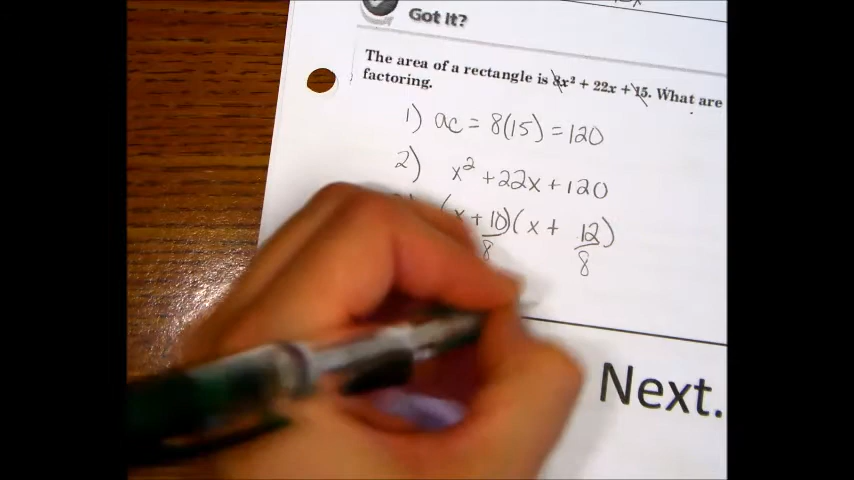 Got It?
The area of a rectangle is 8x² + 22x + 15. What are
factoring.
1) ac = 8(15) = 120
2) x² + 22x + 120
(x + 10/8)(x + 12/8)
Next.